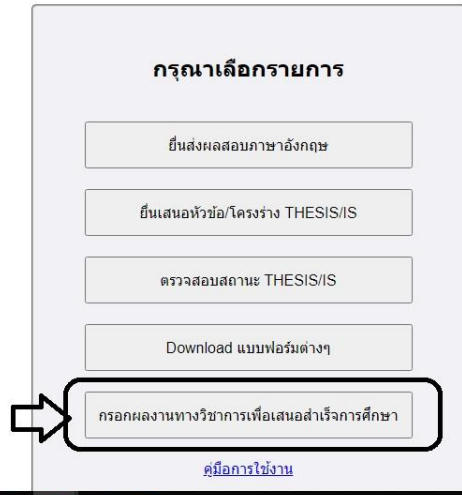 กรุณาเลือกรายการ
ยื่นส่งผลสอบภาษาอังกฤษ
ยื่นเสนอหัวข้อ/โครงร่าง THESIS/IS
ตรวจสอบสถานะ THESIS/IS
Download แบบฟอร์มต่างๆ
กรอกผลงานทางวิชาการเพื่อเสนอสำเร็จการศึกษา
คู่มือการใช้งาน